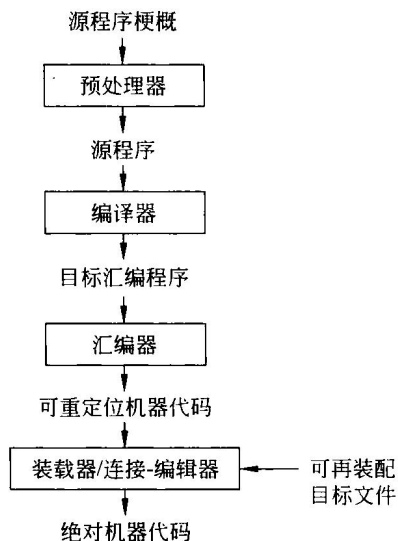 源程序梗概
预处理器
源程序
编译器
目标汇编程序
汇编器
可重定位机器代码
装载器/连接-编辑器
可再装配
目标文件
绝对机器代码